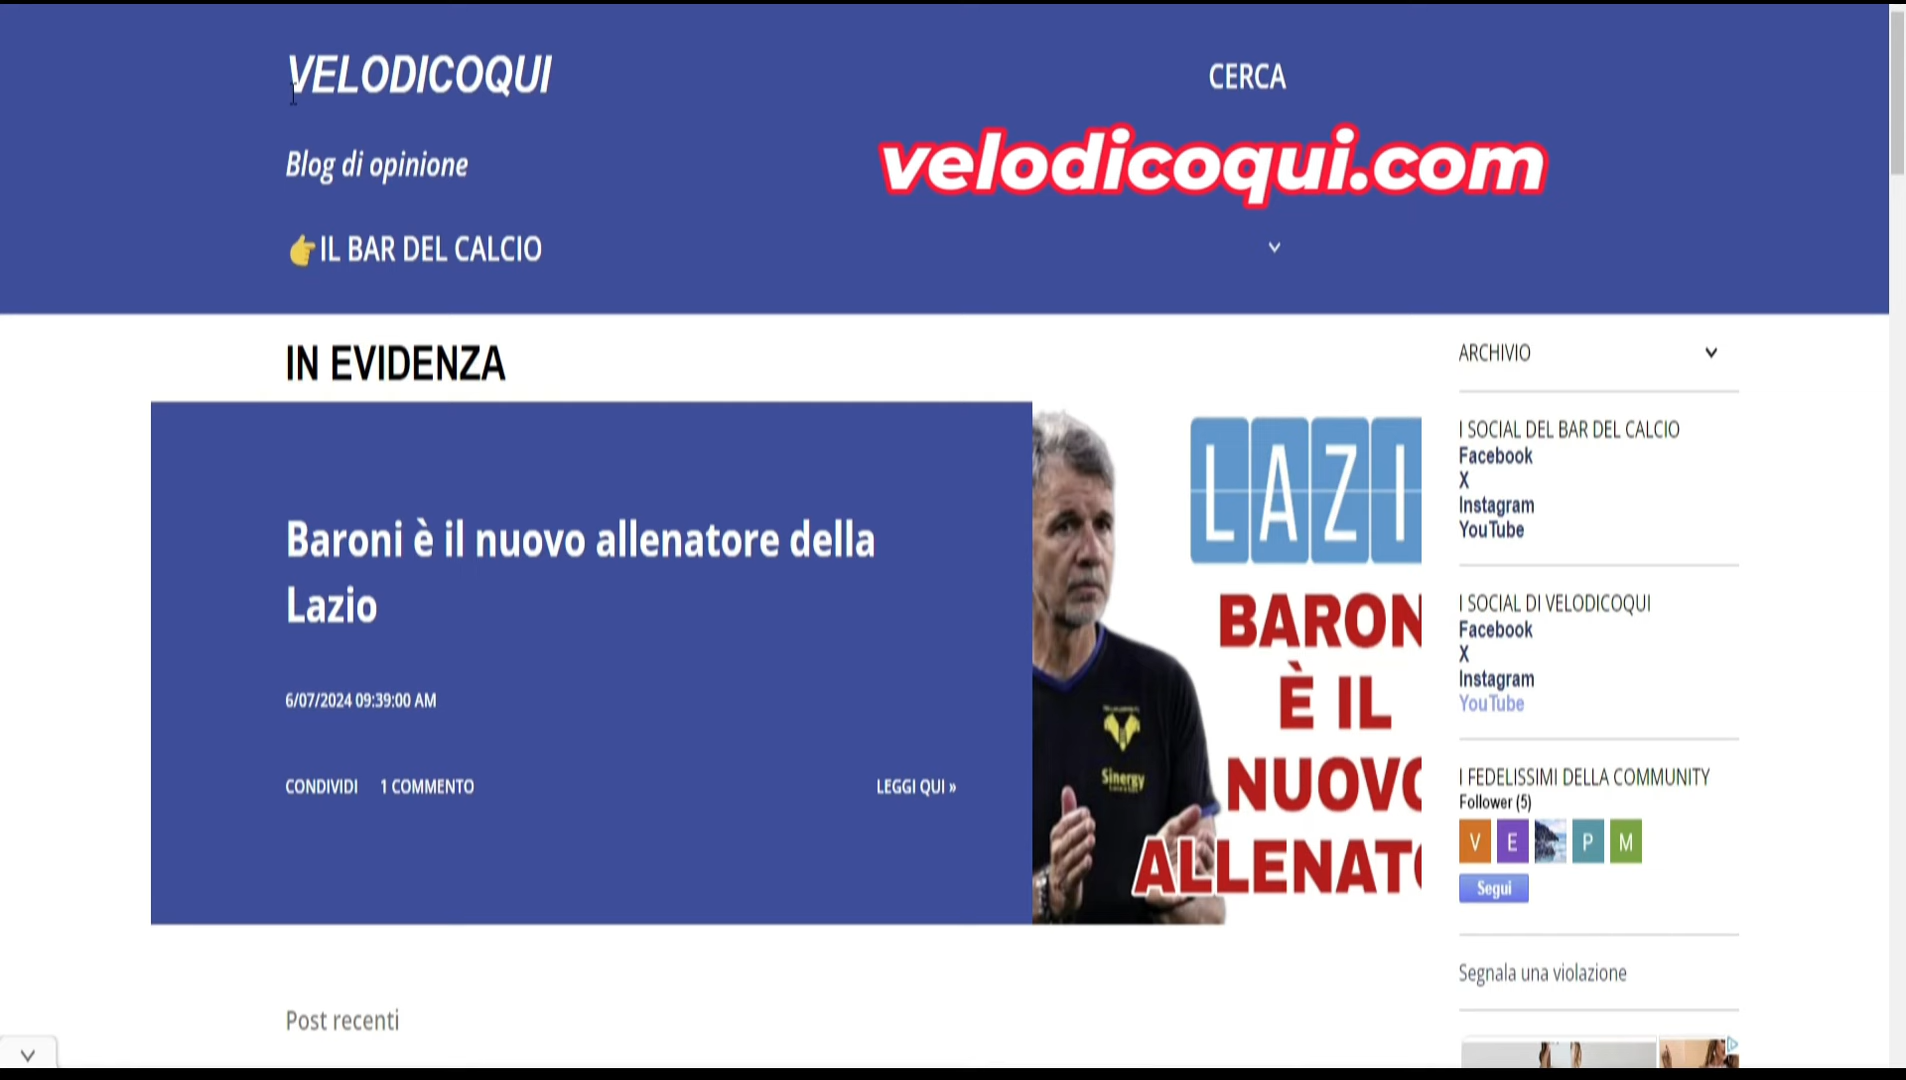 VELODICOQUI
CERCA
velodicoqui.com
Blog di opinione
👉IL BAR DEL CALCIO
IN EVIDENZA
Baroni è il nuovo allenatore della
Lazio
6/07/2024 09:39:00 AM
CONDIVIDI 1 COMMENTO
LEGGI QUI »
LAZI
BARON
È IL
NUOVO
ALLENATO
Sinergy
ARCHIVIO
I SOCIAL DEL BAR DEL CALCIO
Facebook
X
Instagram
YouTube
I SOCIAL DI VELODICOQUI
Facebook
X
Instagram
YouTube
I FEDELISSIMI DELLA COMMUNITY
Follower (5)
V E P M
Segui
Segnala una violazione
Post recenti